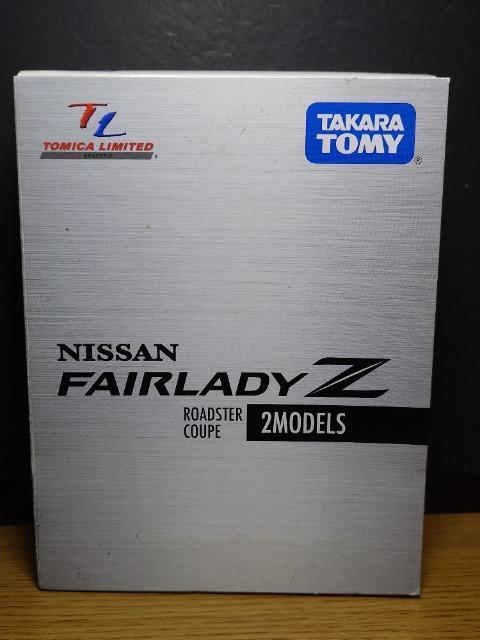 TL
TOMICA LIMITED
®
TAKARA
TOMY
®
NISSAN
FAIRLADY Z
ROADSTER
COUPE
2MODELS